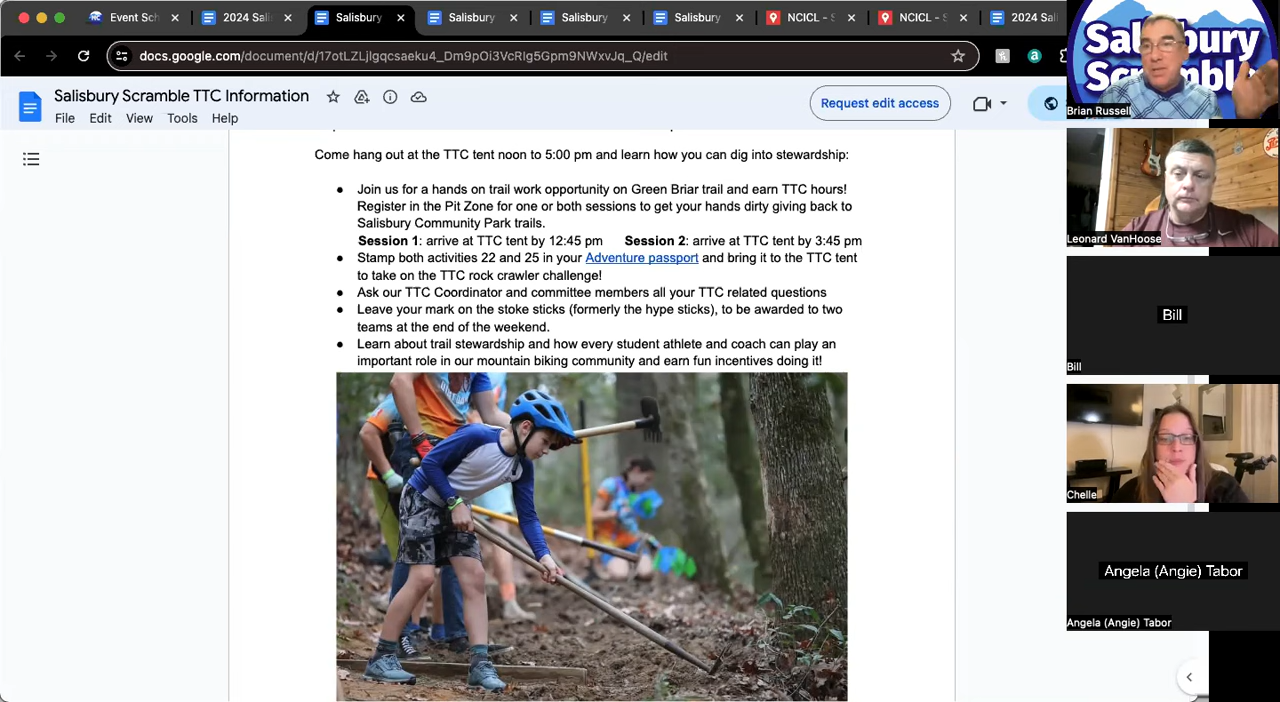 Event Sch
2024 Sali
Salisbury
Salisbury
Salisbury
Salisbury
NCICL - S
NCICL - S
2024 Sal
docs.google.com/document/d/17otLZLjlgqcsaeku4_Dm9pOi3VcRIg5Gpm9NWxvJq_Q/edit
Salisbury Scramble TTC Information
File Edit View Tools Help
Request edit access
Come hang out at the TTC tent noon to 5:00 pm and learn how you can dig into stewardship:
● Join us for a hands on trail work opportunity on Green Briar trail and earn TTC hours!
Register in the Pit Zone for one or both sessions to get your hands dirty giving back to
Salisbury Community Park trails.
Session 1: arrive at TTC tent by 12:45 pm Session 2: arrive at TTC tent by 3:45 pm
● Stamp both activities 22 and 25 in your Adventure passport and bring it to the TTC tent
to take on the TTC rock crawler challenge!
● Ask our TTC Coordinator and committee members all your TTC related questions
● Leave your mark on the stoke sticks (formerly the hype sticks), to be awarded to two
teams at the end of the weekend.
● Learn about trail stewardship and how every student athlete and coach can play an
important role in our mountain biking community and earn fun incentives doing it!
Salisbury
Scramble
Brian Russell
Leonard VanHoose
Bill
Bill
Chelle
Angela (Angie) Tabor
Angela (Angie) Tabor